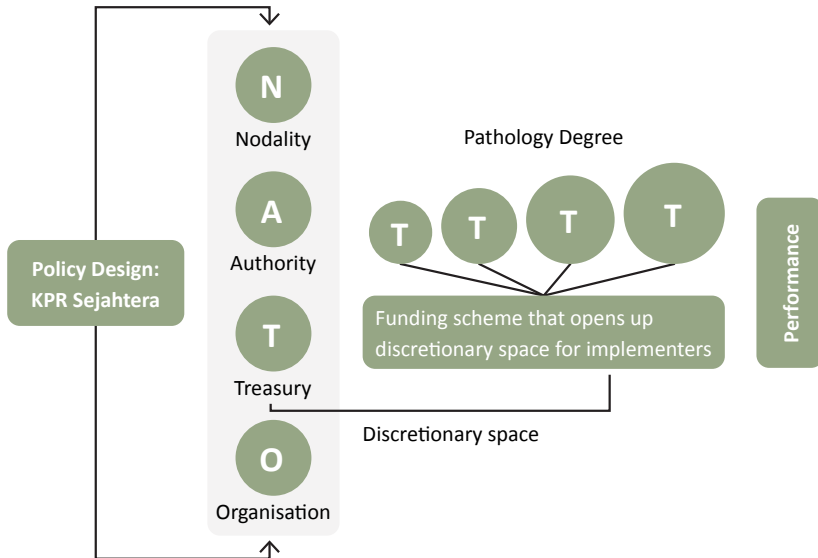 N
Nodality
A
Authority
T
Treasury
O
Organisation
Policy Design:
KPR Sejahtera
Pathology Degree
T T T T
Funding scheme that opens up
discretionary space for implementers
Discretionary space
Performance